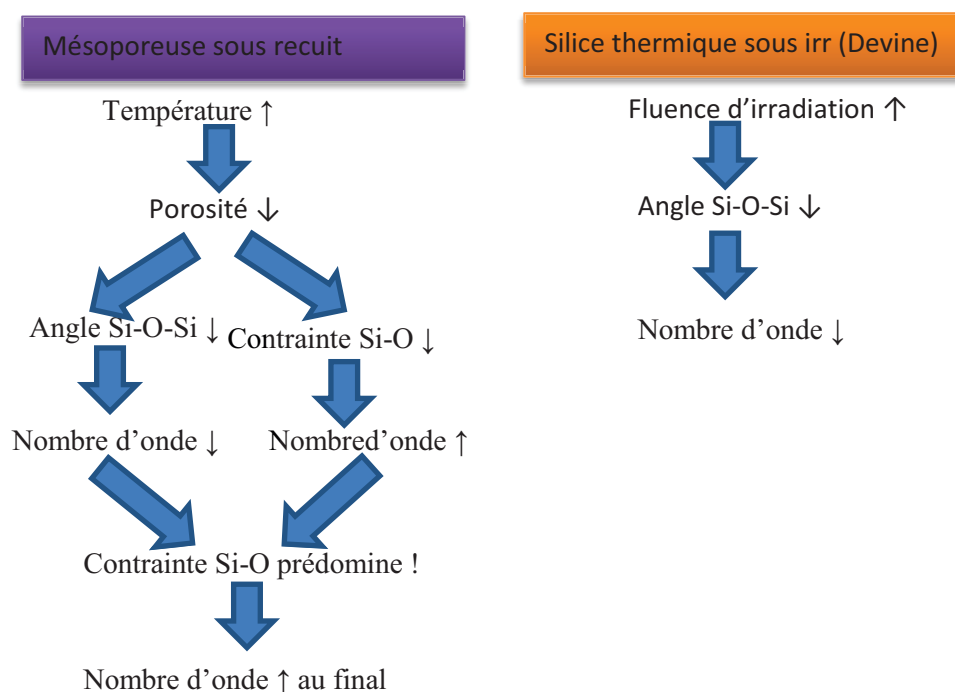 Mésoporeuse sous recuit
Température ↑
Porosité ↓
Angle Si-O-Si ↓
Contrainte Si-O ↓
Nombre d'onde ↓
Nombred'onde ↑
Contrainte Si-O prédomine !
Nombre d'onde ↑ au final
Silice thermique sous irr (Devine)
Fluence d'irradiation ↑
Angle Si-O-Si ↓
Nombre d'onde ↓